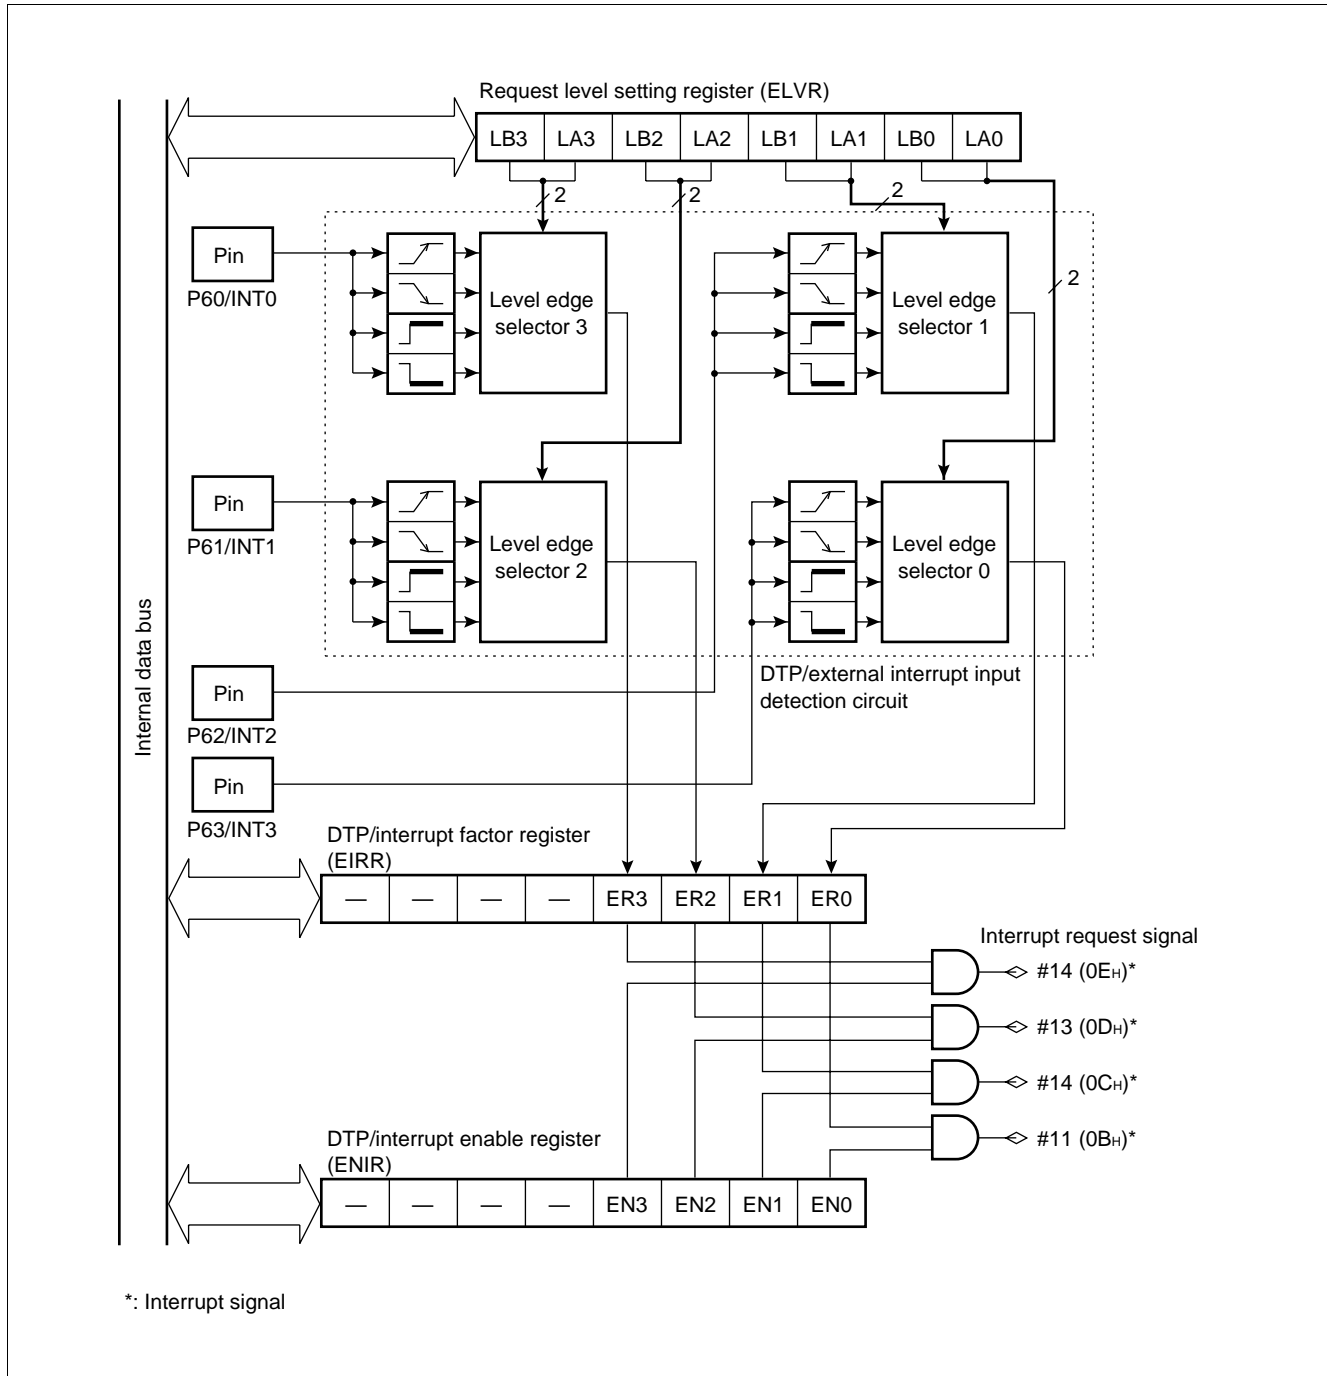 Request level setting register (ELVR)
LB3 LA3 LB2 LA2 LB1 LA1 LB0 LA0
2 2 2
Pin
P60/INT0
Level edge
selector 3
Level edge
selector 1
2
Pin
P61/INT1
Level edge
selector 2
Level edge
selector 0
Internal data bus
DTP/external interrupt input
detection circuit
Pin
P62/INT2
Pin
P63/INT3
DTP/interrupt factor register
(EIRR)
— — — — ER3 ER2 ER1 ER0
Interrupt request signal
#14 (0EH)*
#13 (0DH)*
#14 (0CH)*
#11 (0BH)*
DTP/interrupt enable register
(ENIR)
— — — — EN3 EN2 EN1 EN0
*: Interrupt signal